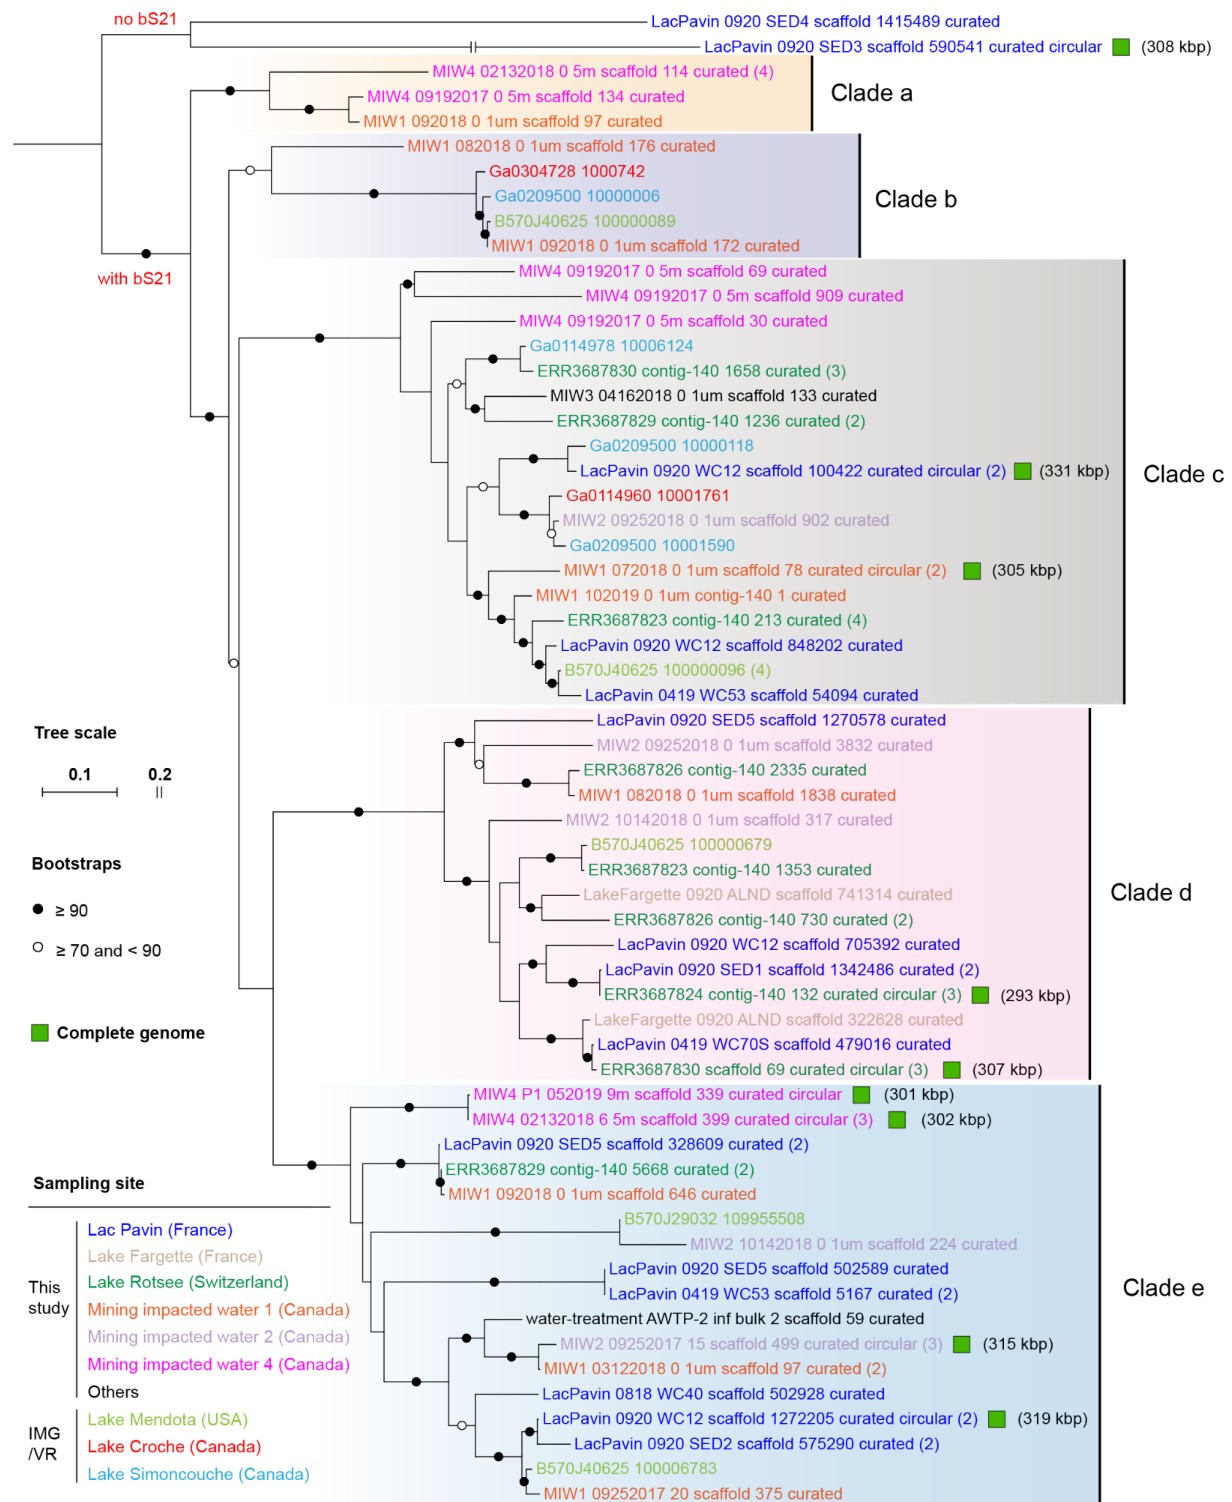 no bS21
LacPavin 0920 SED4 scaffold 1415489 curated
LacPavin 0920 SED3 scaffold 590541 curated circular (308 kbp)
MIW4 02132018 0 5m scaffold 114 curated (4)
MIW4 09192017 0 5m scaffold 134 curated
MIW1 092018 0 1um scaffold 97 curated
Clade a
MIW1 082018 0 1um scaffold 176 curated
Ga0304728 1000742
Ga0209500 10000006
B570J40625 100000089
MIW1 092018 0 1um scaffold 172 curated
Clade b
with bS21
MIW4 09192017 0 5m scaffold 69 curated
MIW4 09192017 0 5m scaffold 909 curated
MIW4 09192017 0 5m scaffold 30 curated
Ga0114978 10006124
ERR3687830 contig-140 1658 curated (3)
MIW3 04162018 0 1um scaffold 133 curated
ERR3687829 contig-140 1236 curated (2)
Ga0209500 10000118
LacPavin 0920 WC12 scaffold 100422 curated circular (2) (331 kbp)
Ga0114960 10001761
MIW2 09252018 0 1um scaffold 902 curated
Ga0209500 10001590
MIW1 072018 0 1um scaffold 78 curated circular (2) (305 kbp)
MIW1 102019 0 1um contig-140 1 curated
ERR3687823 contig-140 213 curated (4)
LacPavin 0920 WC12 scaffold 848202 curated
B570J40625 100000096 (4)
LacPavin 0419 WC53 scaffold 54094 curated
Clade c
LacPavin 0920 SED5 scaffold 1270578 curated
MIW2 09252018 0 1um scaffold 3832 curated
ERR3687826 contig-140 2335 curated
MIW1 082018 0 1um scaffold 1838 curated
MIW2 10142018 0 1um scaffold 317 curated
B570J40625 100000679
ERR3687823 contig-140 1353 curated
LakeFargette 0920 ALND scaffold 741314 curated
ERR3687826 contig-140 730 curated (2)
LacPavin 0920 WC12 scaffold 705392 curated
LacPavin 0920 SED1 scaffold 1342486 curated (2)
ERR3687824 contig-140 132 curated circular (3) (293 kbp)
LakeFargette 0920 ALND scaffold 322628 curated
LacPavin 0419 WC70S scaffold 479016 curated
ERR3687830 scaffold 69 curated circular (3) (307 kbp)
Clade d
MIW4 P1 052019 9m scaffold 339 curated circular (301 kbp)
MIW4 02132018 6 5m scaffold 399 curated circular (3) (302 kbp)
LacPavin 0920 SED5 scaffold 328609 curated (2)
ERR3687829 contig-140 5668 curated (2)
MIW1 092018 0 1um scaffold 646 curated
B570J29032 109955508
MIW2 10142018 0 1um scaffold 224 curated
LacPavin 0920 SED5 scaffold 502589 curated
LacPavin 0419 WC53 scaffold 5167 curated (2)
water-treatment AWTP-2 inf bulk 2 scaffold 59 curated
MIW2 09252017 15 scaffold 499 curated circular (3) (315 kbp)
MIW1 03122018 0 1um scaffold 97 curated (2)
LacPavin 0818 WC40 scaffold 502928 curated
LacPavin 0920 WC12 scaffold 1272205 curated circular (2) (319 kbp)
LacPavin 0920 SED2 scaffold 575290 curated (2)
B570J40625 100006783
MIW1 09252017 20 scaffold 375 curated
Clade e
Tree scale
0.1 0.2
Bootstraps
≥ 90
≥ 70 and < 90
Complete genome
Sampling site
This study
Lac Pavin (France)
Lake Fargette (France)
Lake Rotsee (Switzerland)
Mining impacted water 1 (Canada)
Mining impacted water 2 (Canada)
Mining impacted water 4 (Canada)
Others
IMG /VR
Lake Mendota (USA)
Lake Croche (Canada)
Lake Simoncouche (Canada)